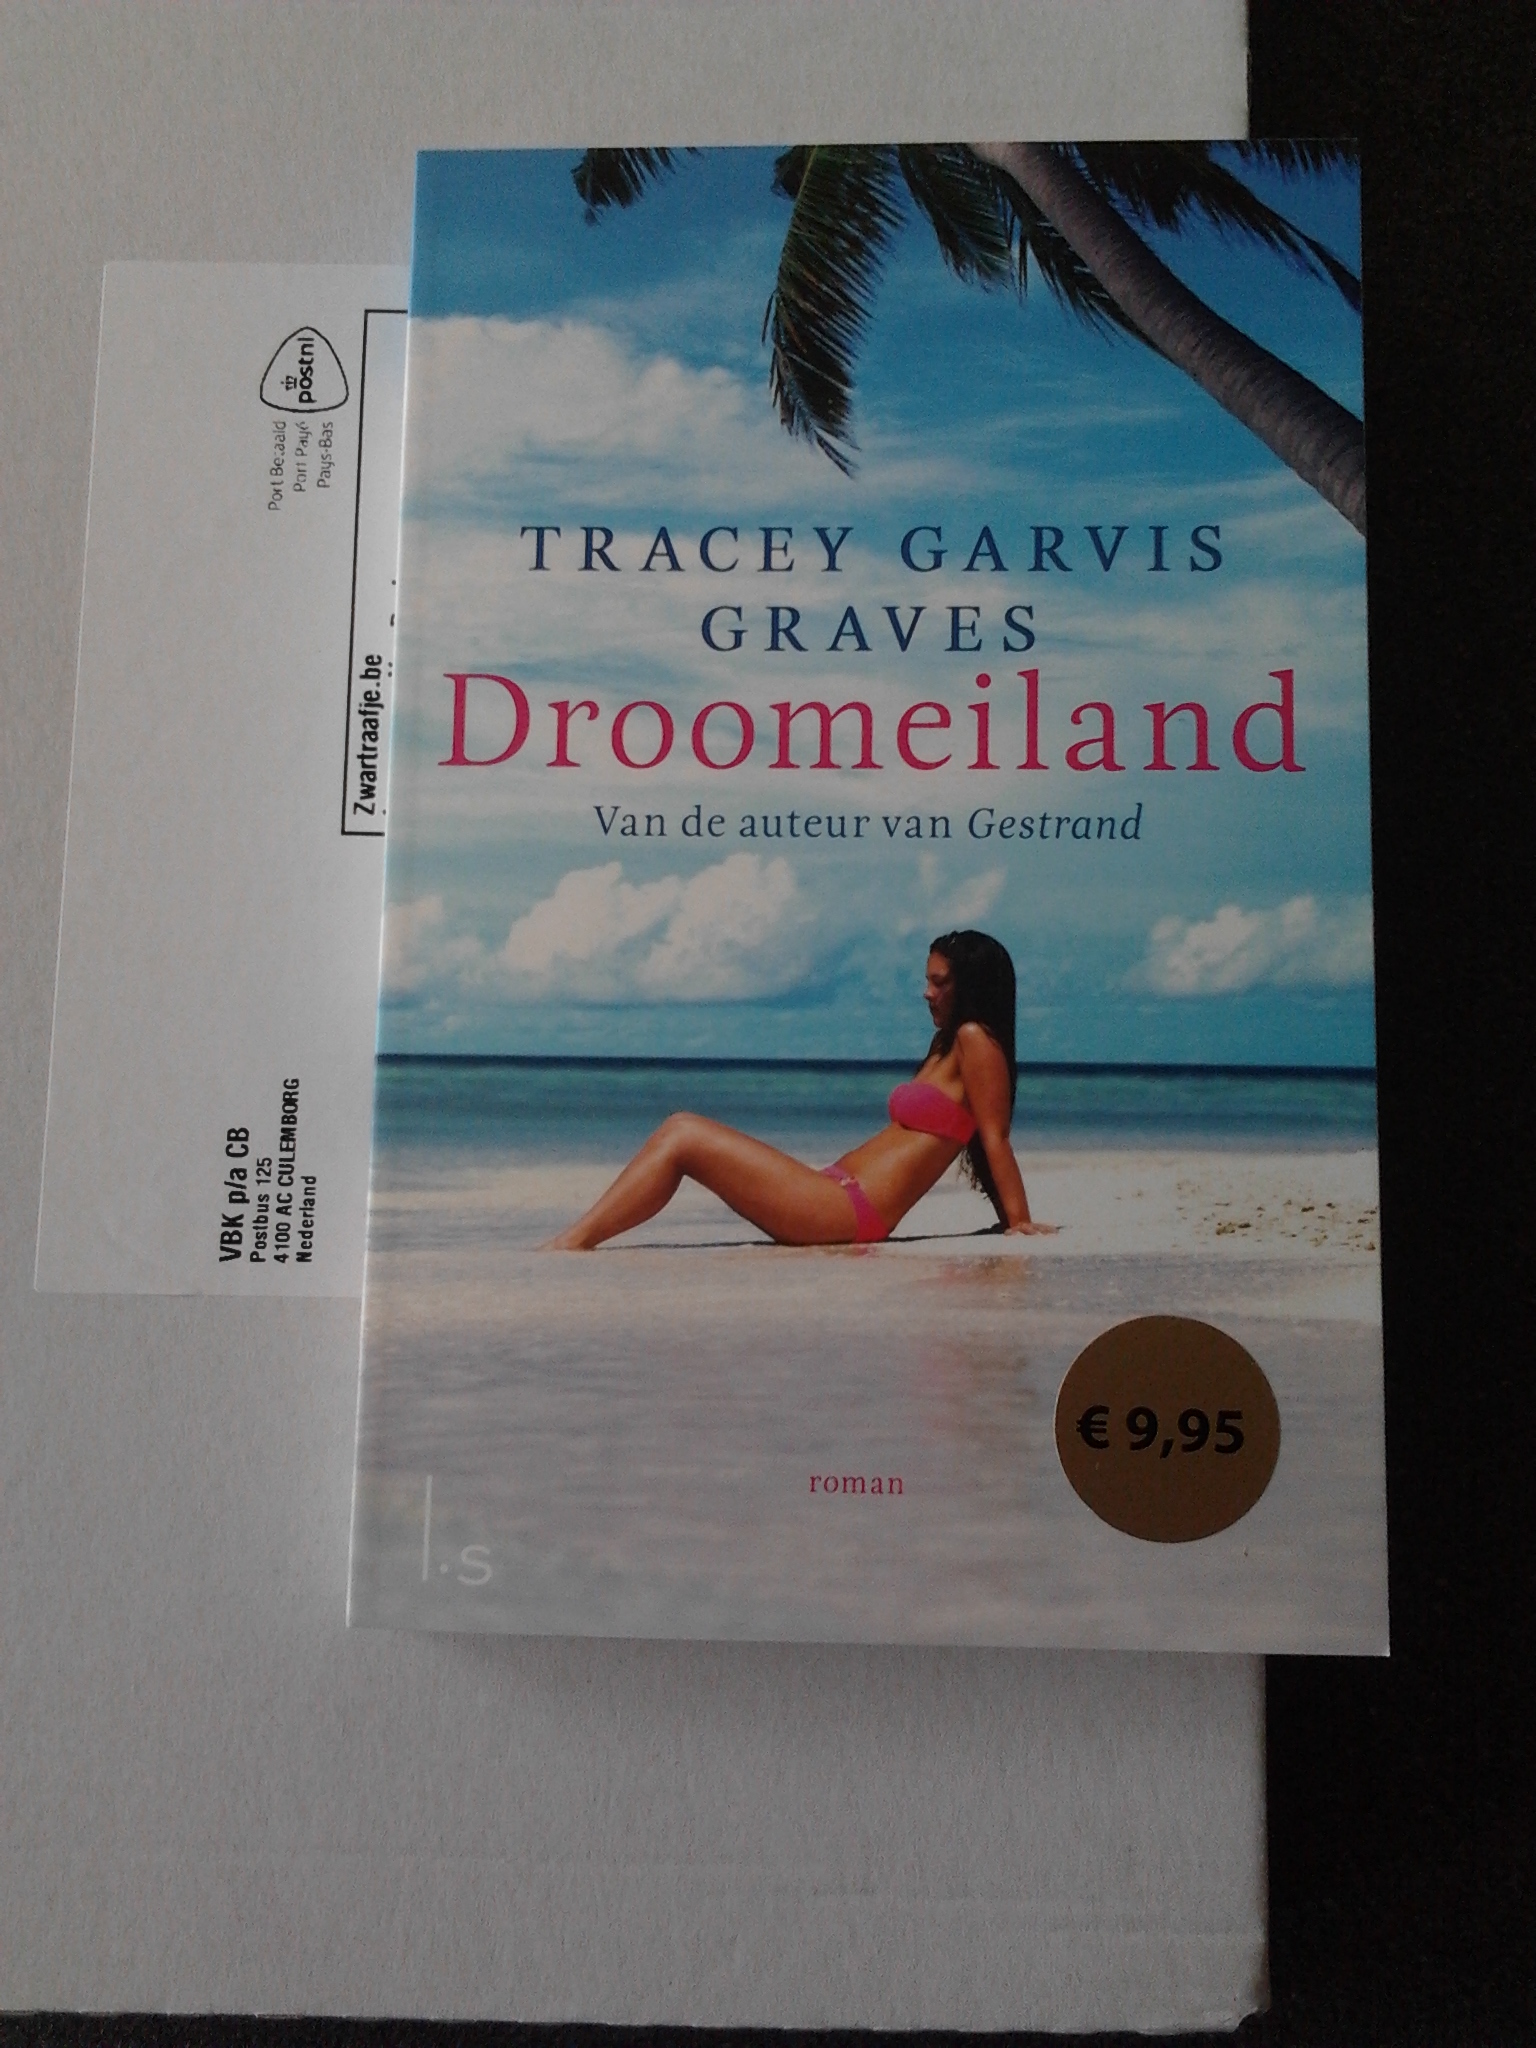 TRACEY GARVIS
GRAVES
Droomeiland
Van de auteur van Gestrand
roman
€ 9,95
l.s
postnl
Port Betaald
Port Payé
Pays-Bas
Zwartraafje.be
VBK p/a CB
Postbus 125
4100 AC CULEMBORG
Nederland